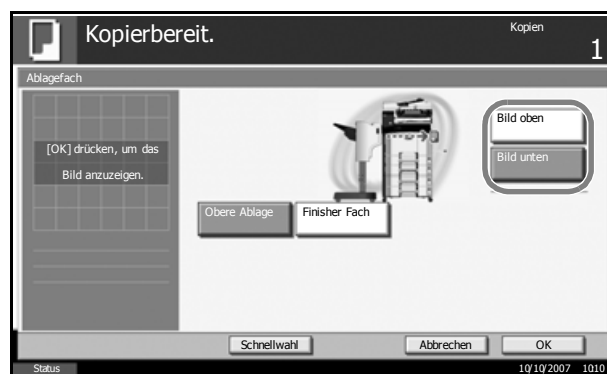 Kopierbereit.
Kopien
1
Ablagefach
[OK] drücken, um das
Bild anzuzeigen.
Bild oben
Bild unten
Obere Ablage
Finisher Fach
Schnellwahl
Abbrechen
OK
Status
10/10/2007 10:10